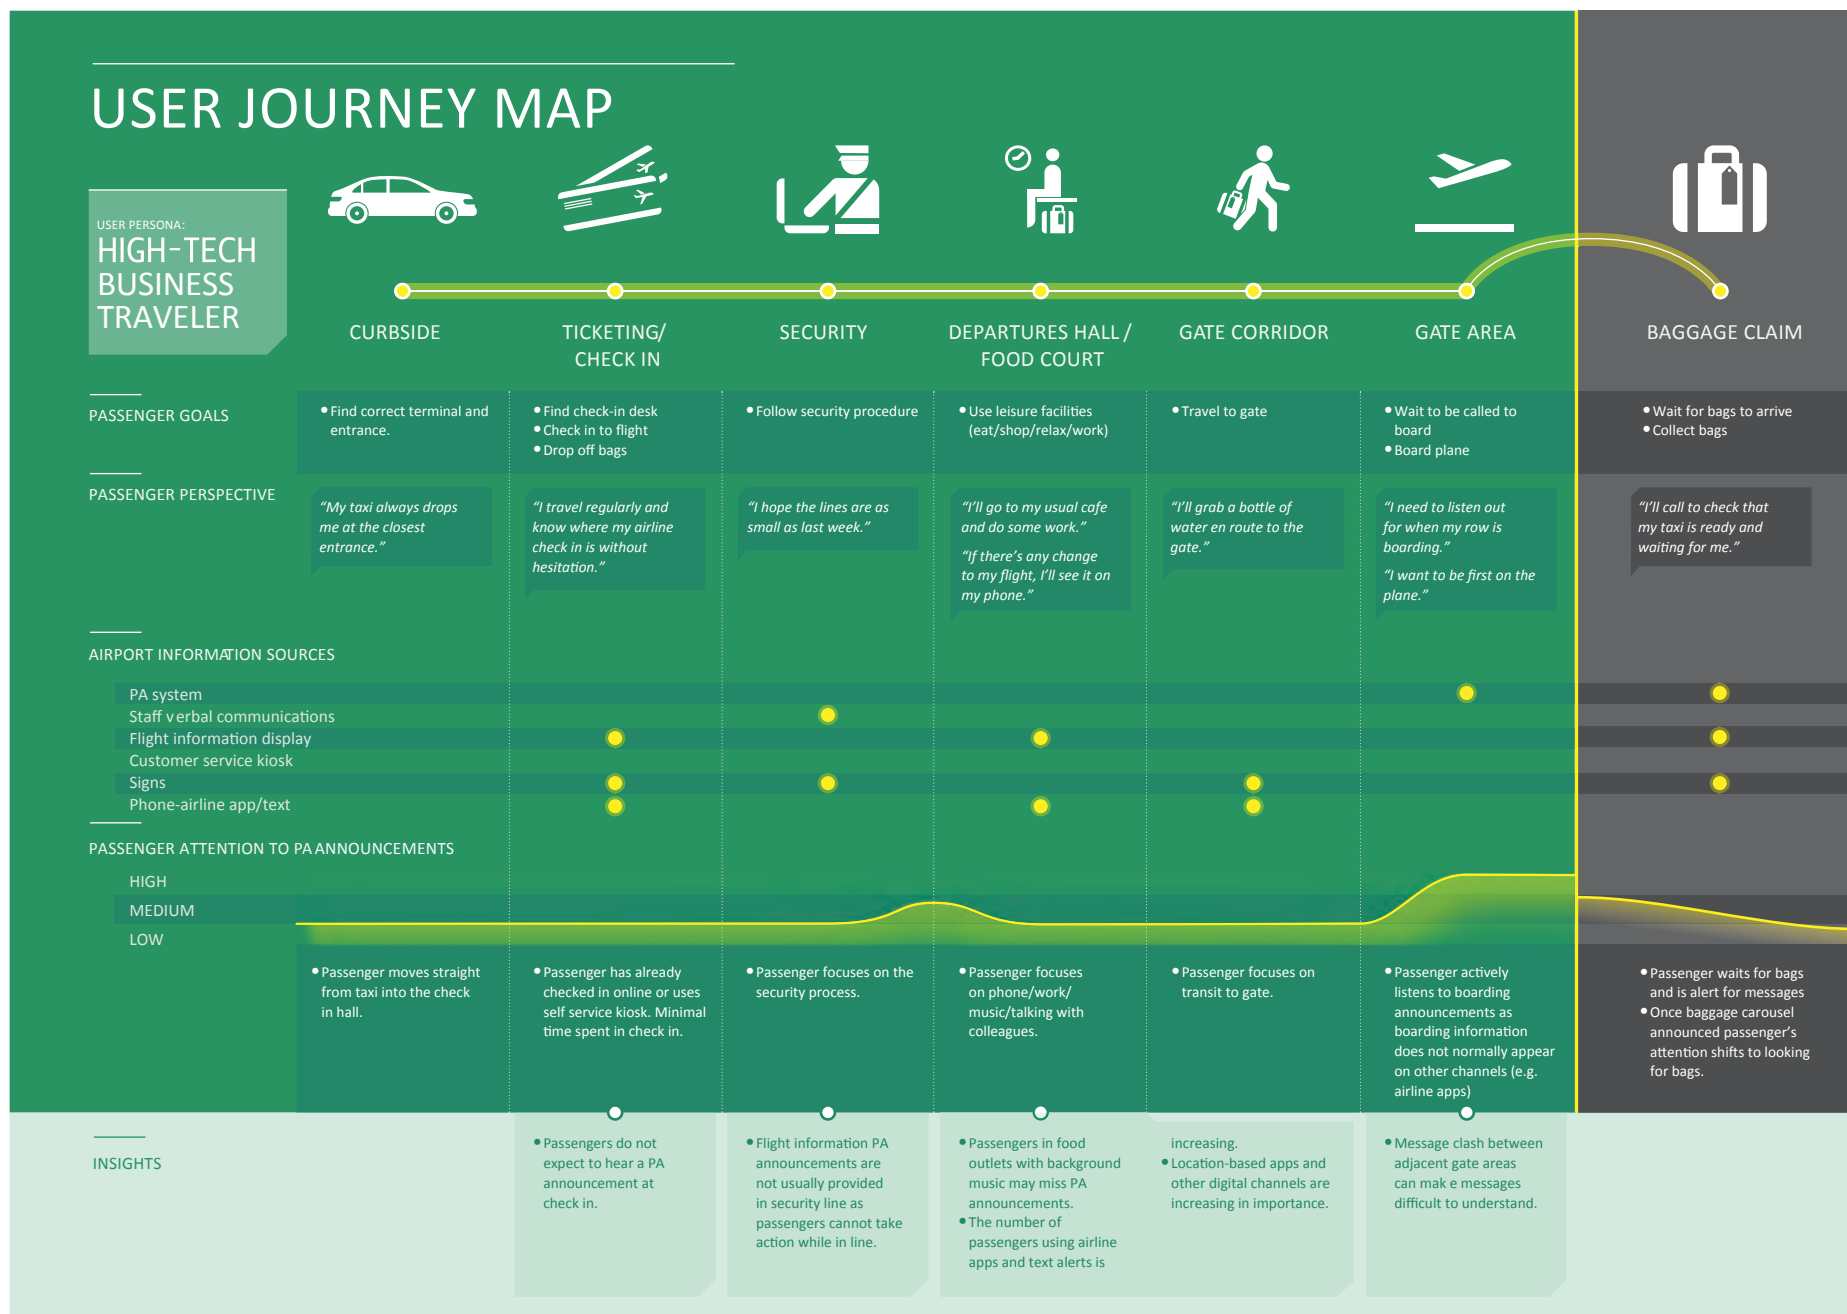 USER JOURNEY MAP
USER PERSONA:
HIGH-TECH
BUSINESS
TRAVELER
CURBSIDE
TICKETING/
CHECK IN
SECURITY
DEPARTURES HALL /
FOOD COURT
GATE CORRIDOR
GATE AREA
BAGGAGE CLAIM
PASSENGER GOALS
• Find correct terminal and
entrance.
• Find check-in desk
• Check in to flight
• Drop off bags
• Follow security procedure
• Use leisure facilities
(eat/shop/relax/work)
• Travel to gate
• Wait to be called to
board
• Board plane
• Wait for bags to arrive
• Collect bags
PASSENGER PERSPECTIVE
“My taxi always drops
me at the closest
entrance.”
“I travel regularly and
know where my airline
check in is without
hesitation.”
“I hope the lines are as
small as last week.”
“I’ll go to my usual cafe
and do some work.”
“If there’s any change
to my flight, I’ll see it on
my phone.”
“I’ll grab a bottle of
water en route to the
gate.”
“I need to listen out
for when my row is
boarding.”
“I want to be first on the
plane.”
“I’ll call to check that
my taxi is ready and
waiting for me.”
AIRPORT INFORMATION SOURCES
PA system
Staff v erbal communications
Flight information display
Customer service kiosk
Signs
Phone-airline app/text
PASSENGER ATTENTION TO PA ANNOUNCEMENTS
HIGH
MEDIUM
LOW
• Passenger moves straight
from taxi into the check
in hall.
• Passenger has already
checked in online or uses
self service kiosk. Minimal
time spent in check in.
• Passenger focuses on the
security process.
• Passenger focuses
on phone/work/
music/talking with
colleagues.
• Passenger focuses on
transit to gate.
• Passenger actively
listens to boarding
announcements as
boarding information
does not normally appear
on other channels (e.g.
airline apps)
• Passenger waits for bags
and is alert for messages
• Once baggage carousel
announced passenger’s
attention shifts to looking
for bags.
INSIGHTS
• Passengers do not
expect to hear a PA
announcement at
check in.
• Flight information PA
announcements are
not usually provided
in security line as
passengers cannot take
action while in line.
• Passengers in food
outlets with background
music may miss PA
announcements.
• The number of
passengers using airline
apps and text alerts is
increasing.
• Location-based apps and
other digital channels are
increasing in importance.
• Message clash between
adjacent gate areas
can mak e messages
difficult to understand.